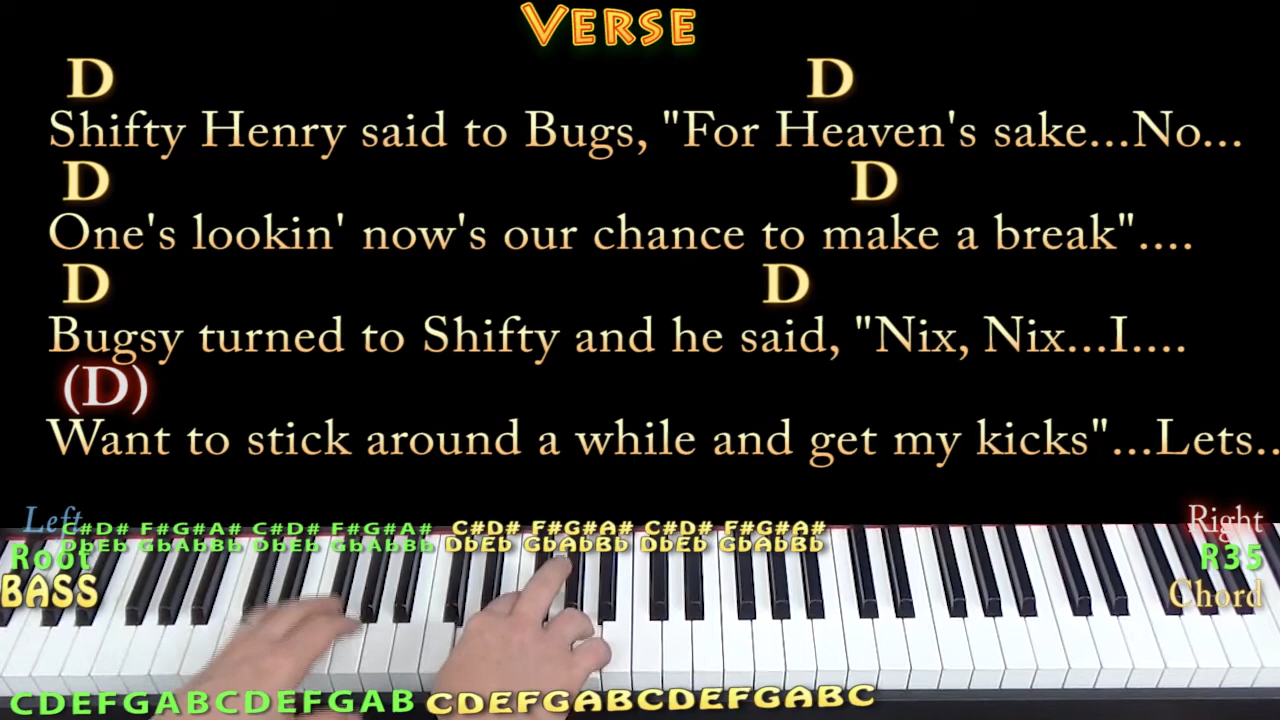 VERSE
D D
Shifty Henry said to Bugs, "For Heaven's sake...No...
D D
One's lookin' now's our chance to make a break"....
D D
Bugsy turned to Shifty and he said, "Nix, Nix...I....
(D)
Want to stick around a while and get my kicks"...Lets..
Left C#D# F#G#A# C#D# F#G#A# C#D# F#G#A# C#D# F#G#A# Right
Root DbEb GbAbBb DbEb GbAbBb DbEb GbAbBb DbEb GbAbBb R35
BASS Chord
CDEFGABCDEFGAB CDEFGABCDEFGABC